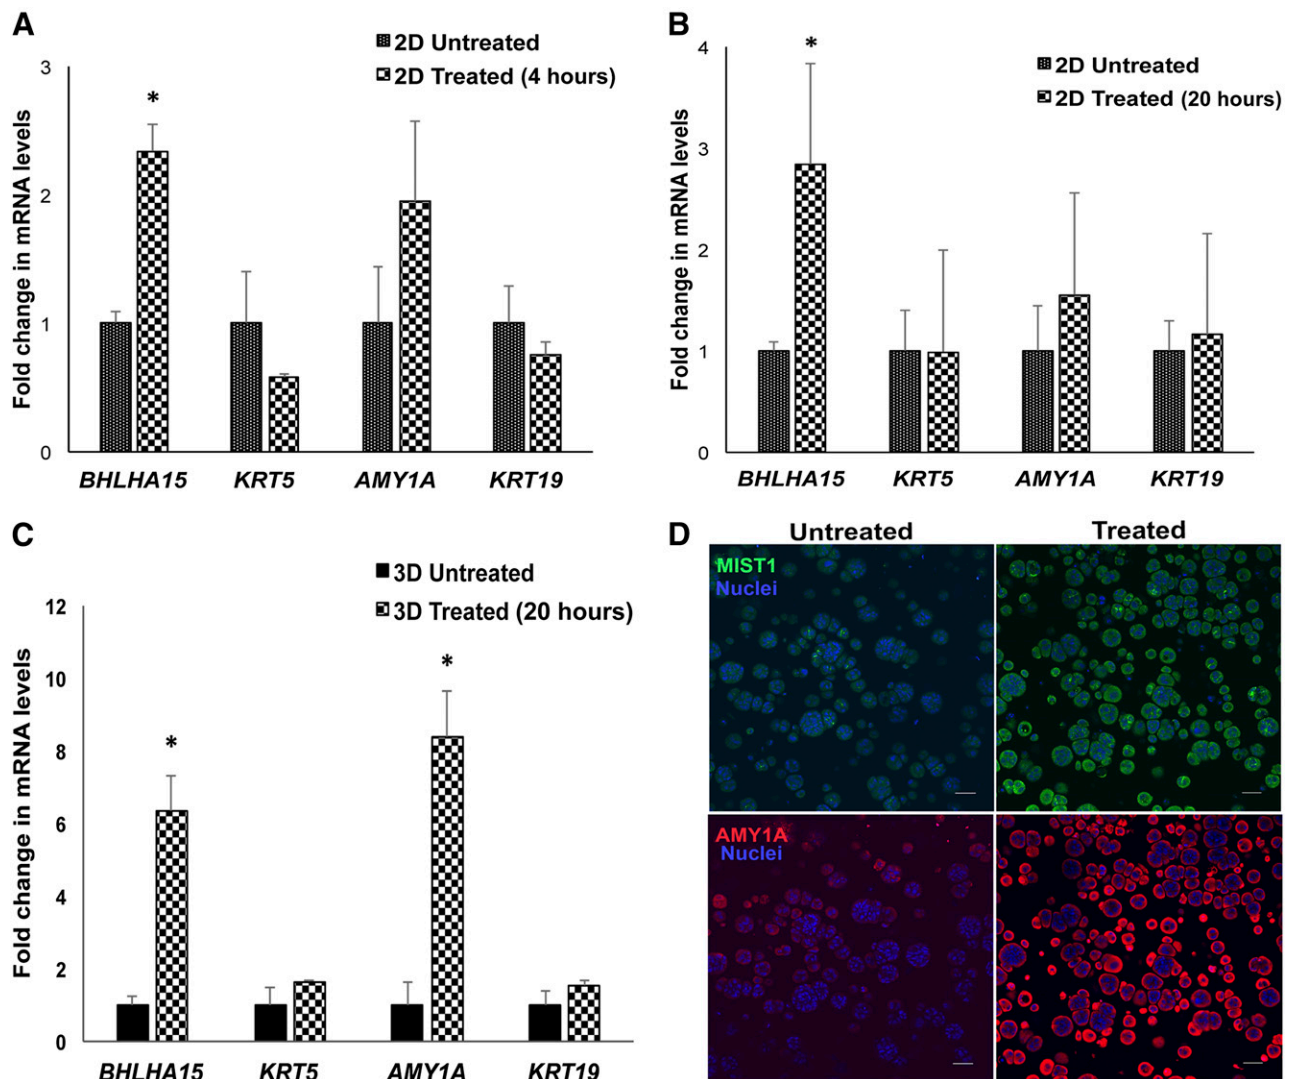 A
2D Untreated
2D Treated (4 hours)
Fold change in mRNA levels
3
2
1
0
*
BHLHA15 KRT5 AMY1A KRT19
B
2D Untreated
2D Treated (20 hours)
Fold change in mRNA levels
4
3
2
1
0
*
BHLHA15 KRT5 AMY1A KRT19
C
3D Untreated
3D Treated (20 hours)
Fold change in mRNA levels
12
10
8
6
4
2
0
*
*
BHLHA15 KRT5 AMY1A KRT19
D
Untreated Treated
MIST1
Nuclei
AMY1A
Nuclei